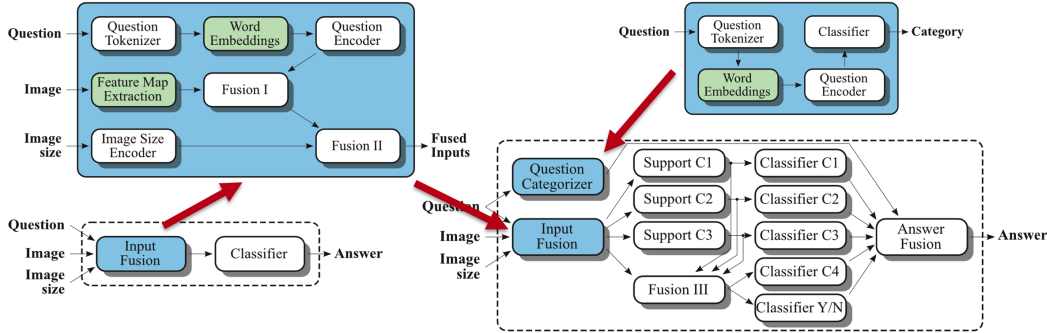 Question
Question
Tokenizer
Word
Embeddings
Question
Encoder
Image
Feature Map
Extraction
Fusion I
Image
size
Image Size
Encoder
Fusion II
Fused
Inputs
Question
Question
Tokenizer
Classifier
Category
Word
Embeddings
Question
Encoder
Question
Image
Image
size
Input
Fusion
Classifier
Answer
Question
Image
Image
size
Question
Categorizer
Input
Fusion
Support C1
Support C2
Support C3
Fusion III
Classifier C1
Classifier C2
Classifier C3
Classifier C4
Classifier Y/N
Answer
Fusion
Answer